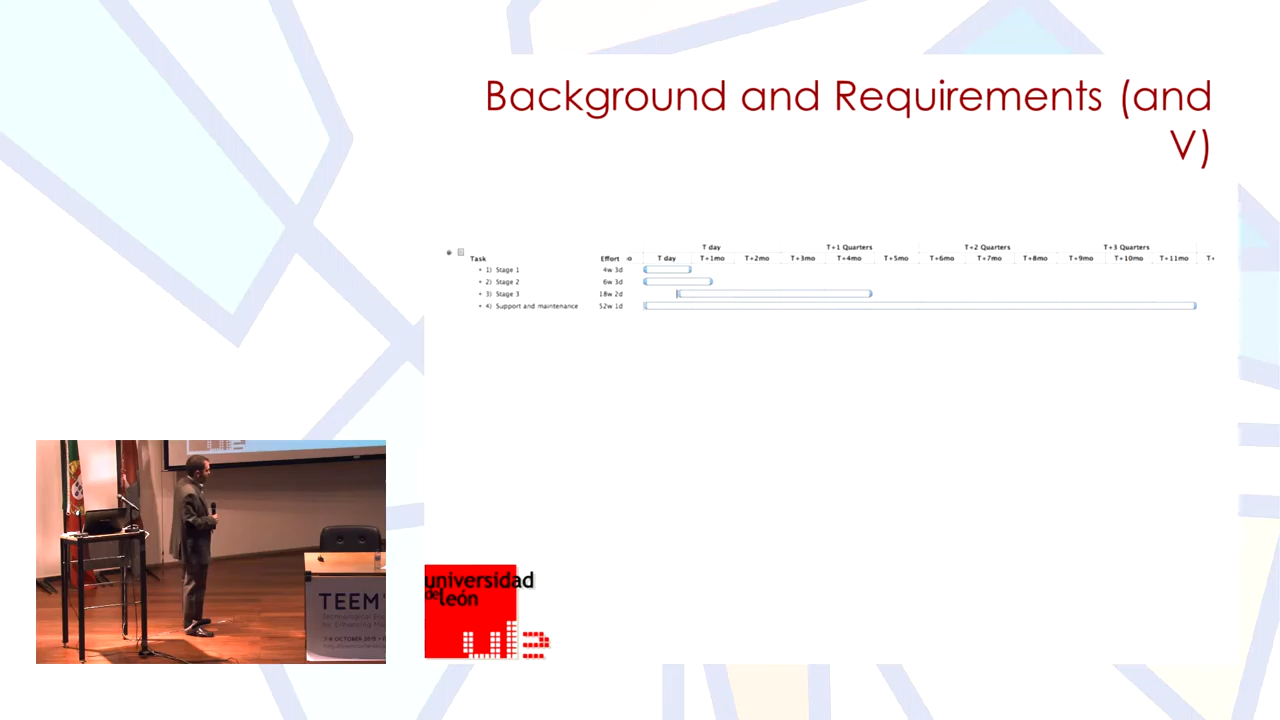 Background and Requirements (and
V)
T day T+1 Quarters T+2 Quarters T+3 Quarters
Task Effort T day T+1mo T+2mo T+3mo T+4mo T+5mo T+6mo T+7mo T+8mo T+9mo T+10mo T+11mo T+
1) Stage 1 4w 3d
2) Stage 2 6w 3d
3) Stage 3 18w 2d
4) Support and maintenance 52w 1d
universidad
de león
TEEM'